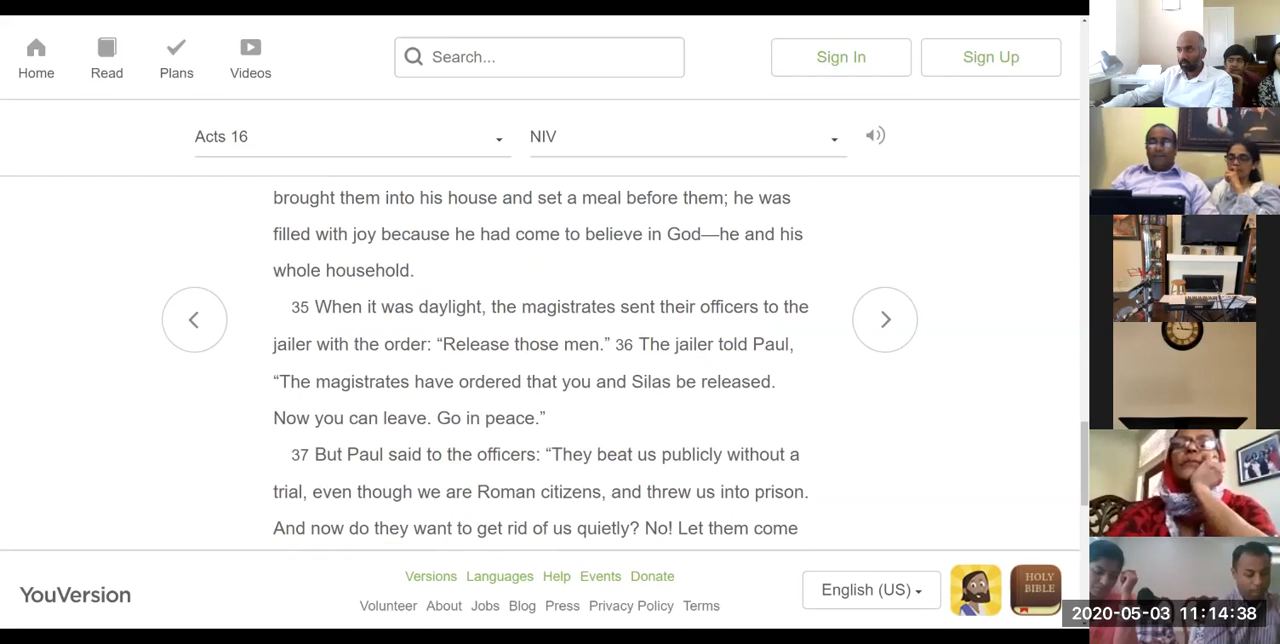 Home
Read
Plans
Videos
Search...
Sign In
Sign Up
Acts 16
NIV
brought them into his house and set a meal before them; he was
filled with joy because he had come to believe in God—he and his
whole household.
35 When it was daylight, the magistrates sent their officers to the
jailer with the order: “Release those men.” 36 The jailer told Paul,
“The magistrates have ordered that you and Silas be released.
Now you can leave. Go in peace.”
37 But Paul said to the officers: “They beat us publicly without a
trial, even though we are Roman citizens, and threw us into prison.
And now do they want to get rid of us quietly? No! Let them come
Versions Languages Help Events Donate
YouVersion
Volunteer About Jobs Blog Press Privacy Policy Terms
English (US)
HOLY
BIBLE
2020-05-03 11:14:38